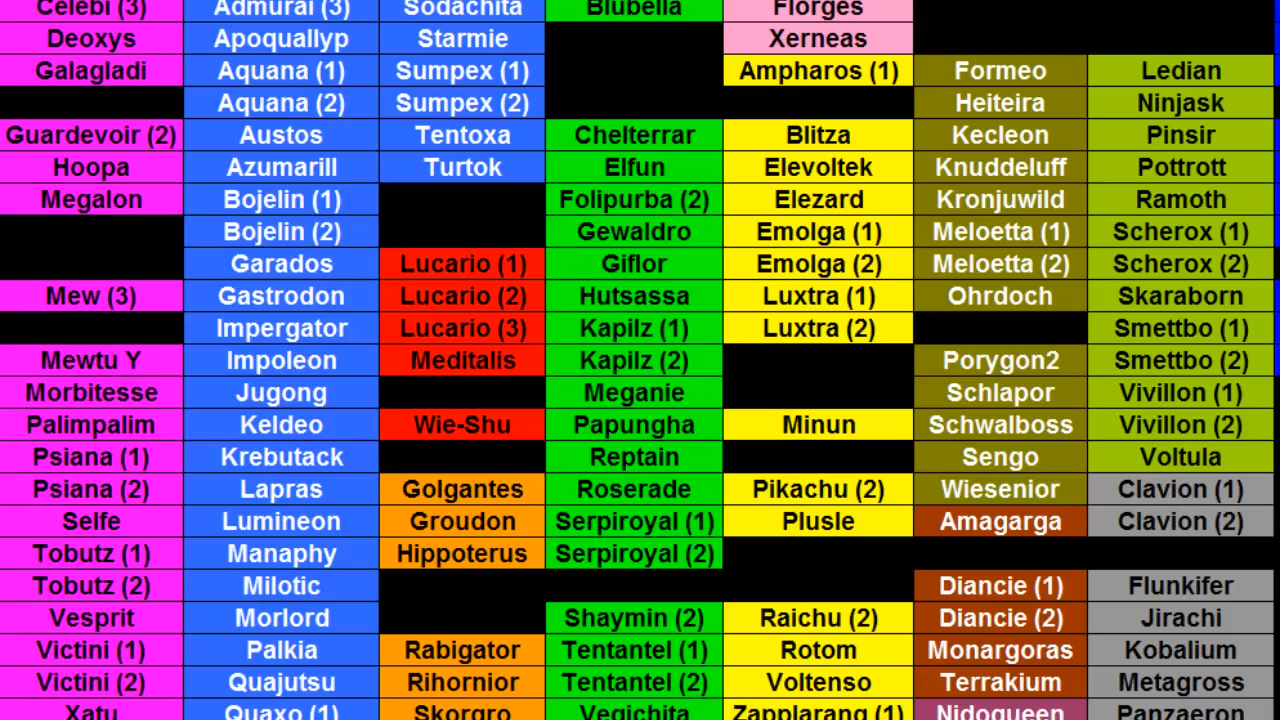 Celebi (3) Admurai (3) Sodachita Blubella Florges
Deoxys Apoquallyp Starmie Xerneas
Galagladi Aquana (1) Sumpex (1) Ampharos (1) Formeo Ledian
Aquana (2) Sumpex (2) Heiteira Ninjask
Guardevoir (2) Austos Tentoxa Chelterrar Blitza Kecleon Pinsir
Hoopa Azumarill Turtok Elfun Elevoltek Knuddeluff Pottrott
Megalon Bojelin (1) Folipurba (2) Elezard Kronjuwild Ramoth
Bojelin (2) Gewaldro Emolga (1) Meloetta (1) Scherox (1)
Garados Lucario (1) Giflor Emolga (2) Meloetta (2) Scherox (2)
Mew (3) Gastrodon Lucario (2) Hutsassa Luxtra (1) Ohrdoch Skaraborn
Impergator Lucario (3) Kapilz (1) Luxtra (2) Smettbo (1)
Mewtu Y Impoleon Meditalis Kapilz (2) Porygon2 Smettbo (2)
Morbitesse Jugong Meganie Schlapor Vivillon (1)
Palimpalim Keldeo Wie-Shu Papungha Minun Schwalboss Vivillon (2)
Psiana (1) Krebutack Reptain Sengo Voltula
Psiana (2) Lapras Golgantes Roserade Pikachu (2) Wiesenior Clavion (1)
Selfe Lumineon Groudon Serpiroyal (1) Plusle Amagarga Clavion (2)
Tobutz (1) Manaphy Hippoterus Serpiroyal (2)
Tobutz (2) Milotic Diancie (1) Flunkifer
Vesprit Morlord Shaymin (2) Raichu (2) Diancie (2) Jirachi
Victini (1) Palkia Rabigator Tentantel (1) Rotom Monargoras Kobalium
Victini (2) Quajutsu Rihornior Tentantel (2) Voltenso Terrakium Metagross
Xatu Quaxo (1) Skorgro Vegichita Zapplarang (1) Nidoqueen Panzaeron